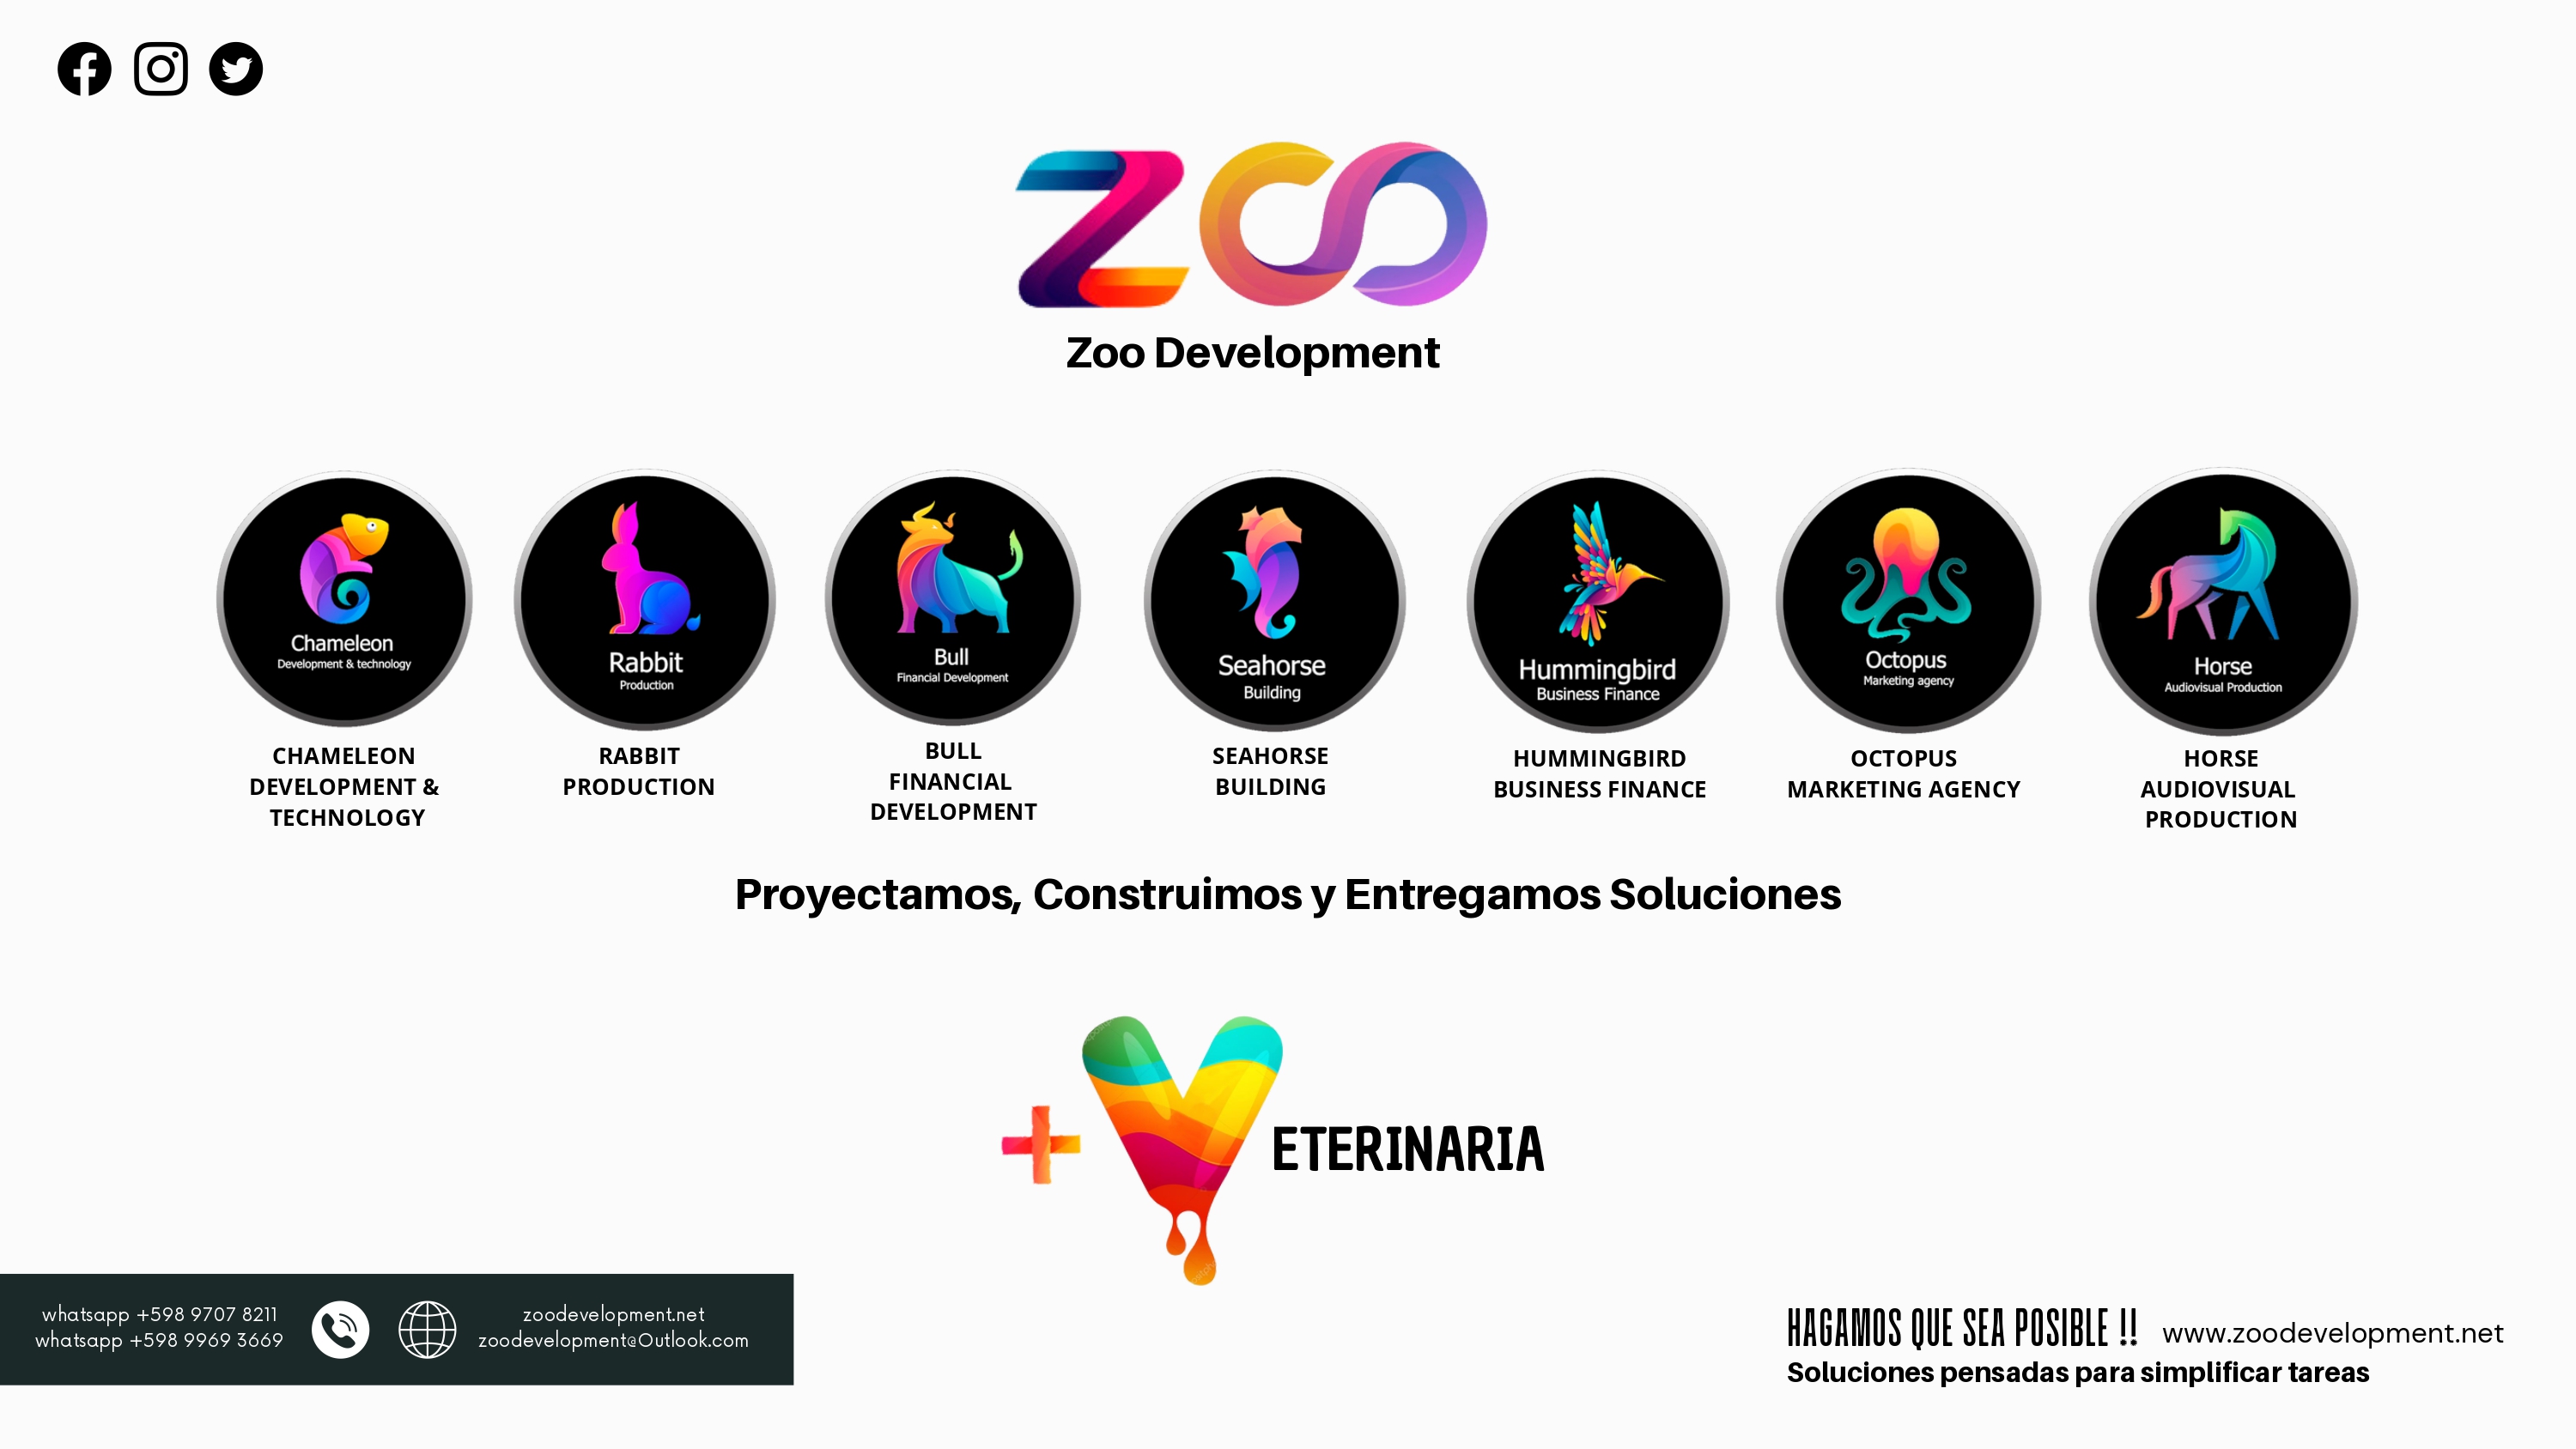 ZOO
Zoo Development
Chameleon
Development & technology
Rabbit
Production
Bull
Financial Development
Seahorse
Building
Hummingbird
Business Finance
Octopus
Marketing agency
Horse
Audiovisual Production
CHAMELEON
DEVELOPMENT &
TECHNOLOGY
RABBIT
PRODUCTION
BULL
FINANCIAL
DEVELOPMENT
SEAHORSE
BUILDING
HUMMINGBIRD
BUSINESS FINANCE
OCTOPUS
MARKETING AGENCY
HORSE
AUDIOVISUAL
PRODUCTION
Proyectamos, Construimos y Entregamos Soluciones
+VETERINARIA
whatsapp +598 9707 8211
whatsapp +598 9969 3669
zoodevelopment.net
zoodevelopment@Outlook.com
HAGAMOS QUE SEA POSIBLE !! www.zoodevelopment.net
Soluciones pensadas para simplificar tareas